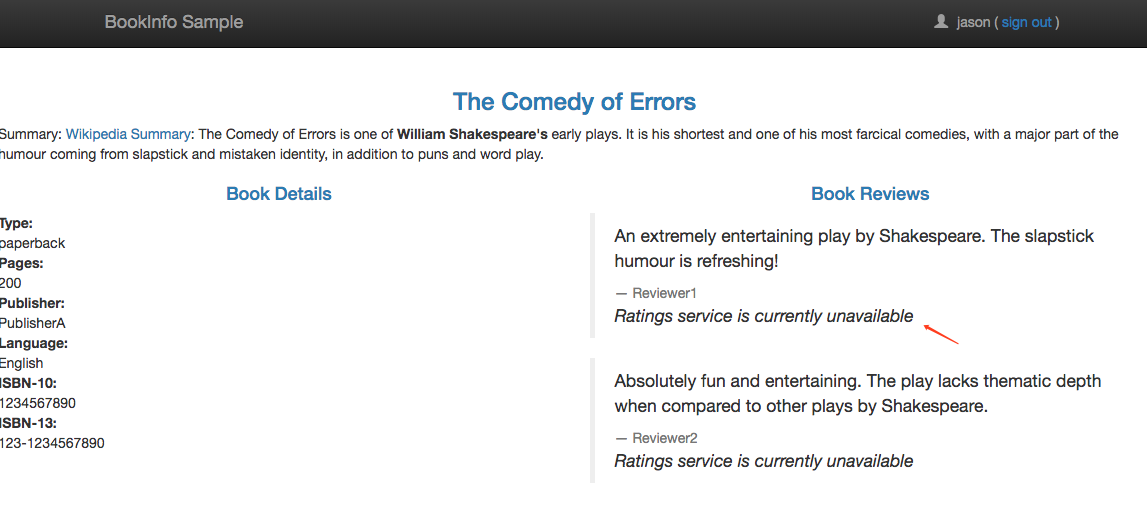 BookInfo Sample
jason ( sign out )
The Comedy of Errors
Summary: Wikipedia Summary: The Comedy of Errors is one of William Shakespeare's early plays. It is his shortest and one of his most farcical comedies, with a major part of the
humour coming from slapstick and mistaken identity, in addition to puns and word play.
Book Details
Type:
paperback
Pages:
200
Publisher:
PublisherA
Language:
English
ISBN-10:
1234567890
ISBN-13:
123-1234567890
Book Reviews
An extremely entertaining play by Shakespeare. The slapstick
humour is refreshing!
— Reviewer1
Ratings service is currently unavailable
Absolutely fun and entertaining. The play lacks thematic depth
when compared to other plays by Shakespeare.
— Reviewer2
Ratings service is currently unavailable